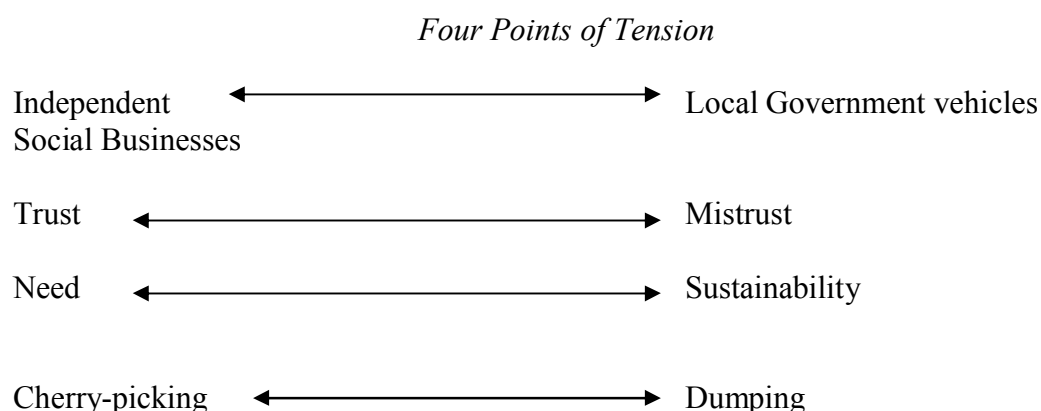 Four Points of Tension
Independent Local Government vehicles
Social Businesses
Trust Mistrust
Need Sustainability
Cherry-picking Dumping